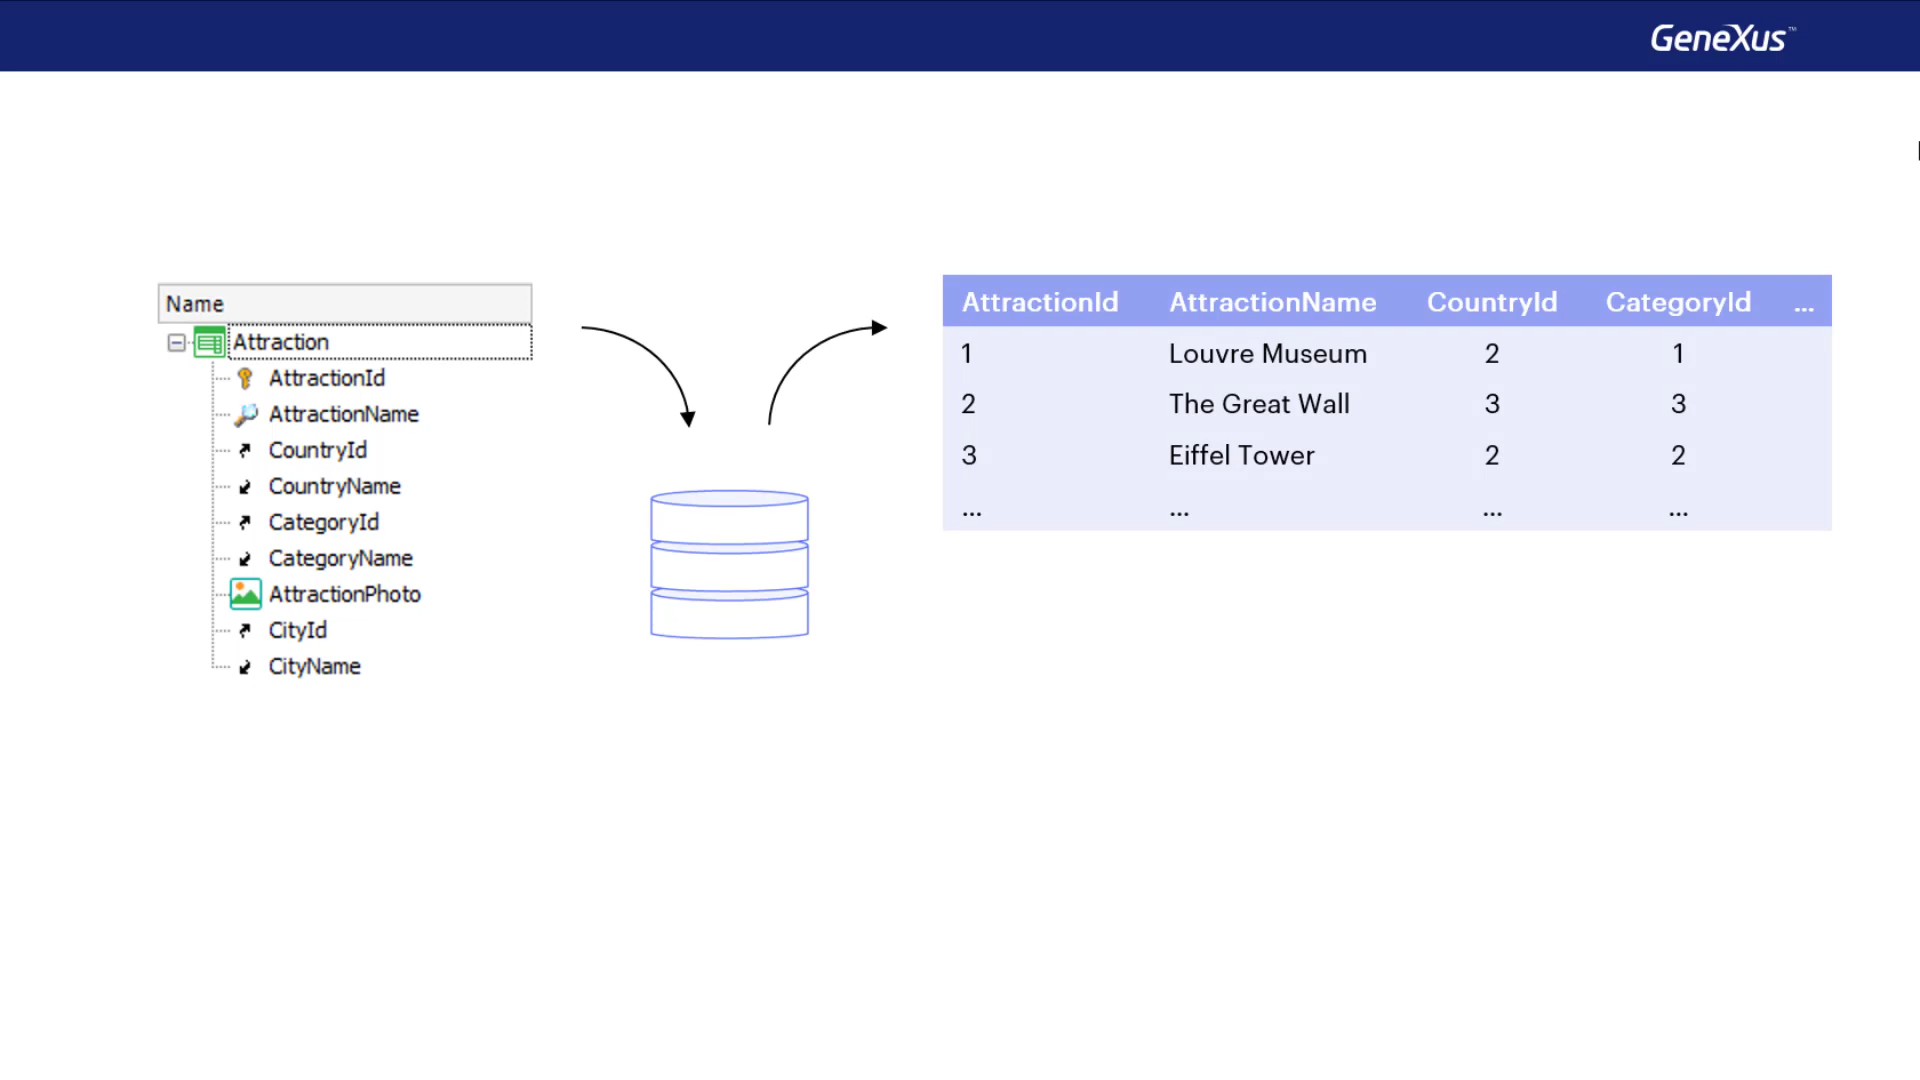 GeneXus™
Name
Attraction
AttractionId
AttractionName
CountryId
CountryName
CategoryId
CategoryName
AttractionPhoto
CityId
CityName
AttractionId AttractionName CountryId CategoryId ...
1 Louvre Museum 2 1
2 The Great Wall 3 3
3 Eiffel Tower 2 2
... ... ... ...